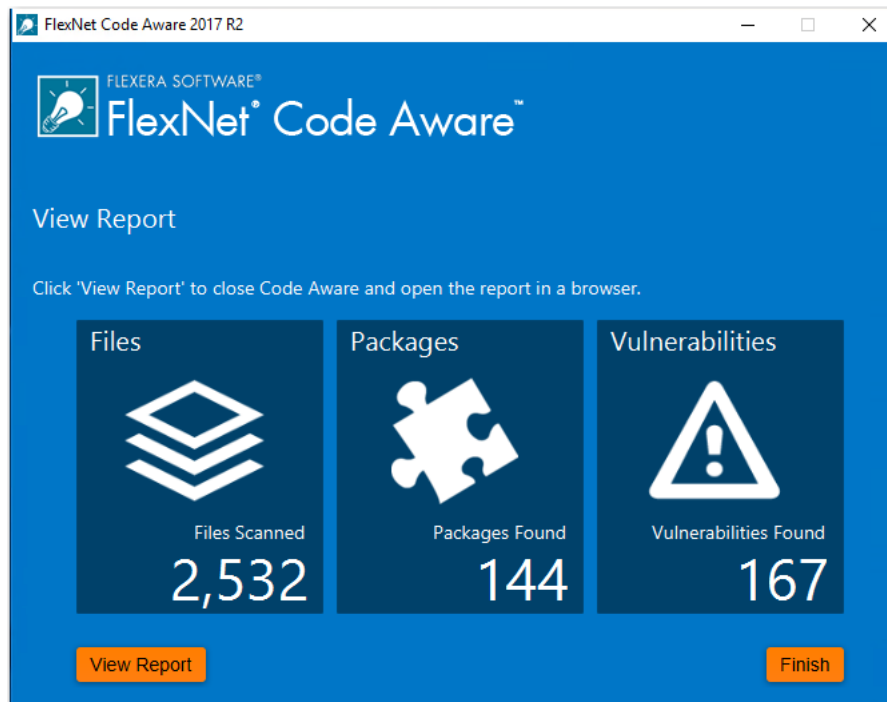 FlexNet Code Aware 2017 R2
FLEXERA SOFTWARE®
FlexNet® Code Aware™
View Report
Click 'View Report' to close Code Aware and open the report in a browser.
Files
Files Scanned
2,532
Packages
Packages Found
144
Vulnerabilities
Vulnerabilities Found
167
View Report
Finish